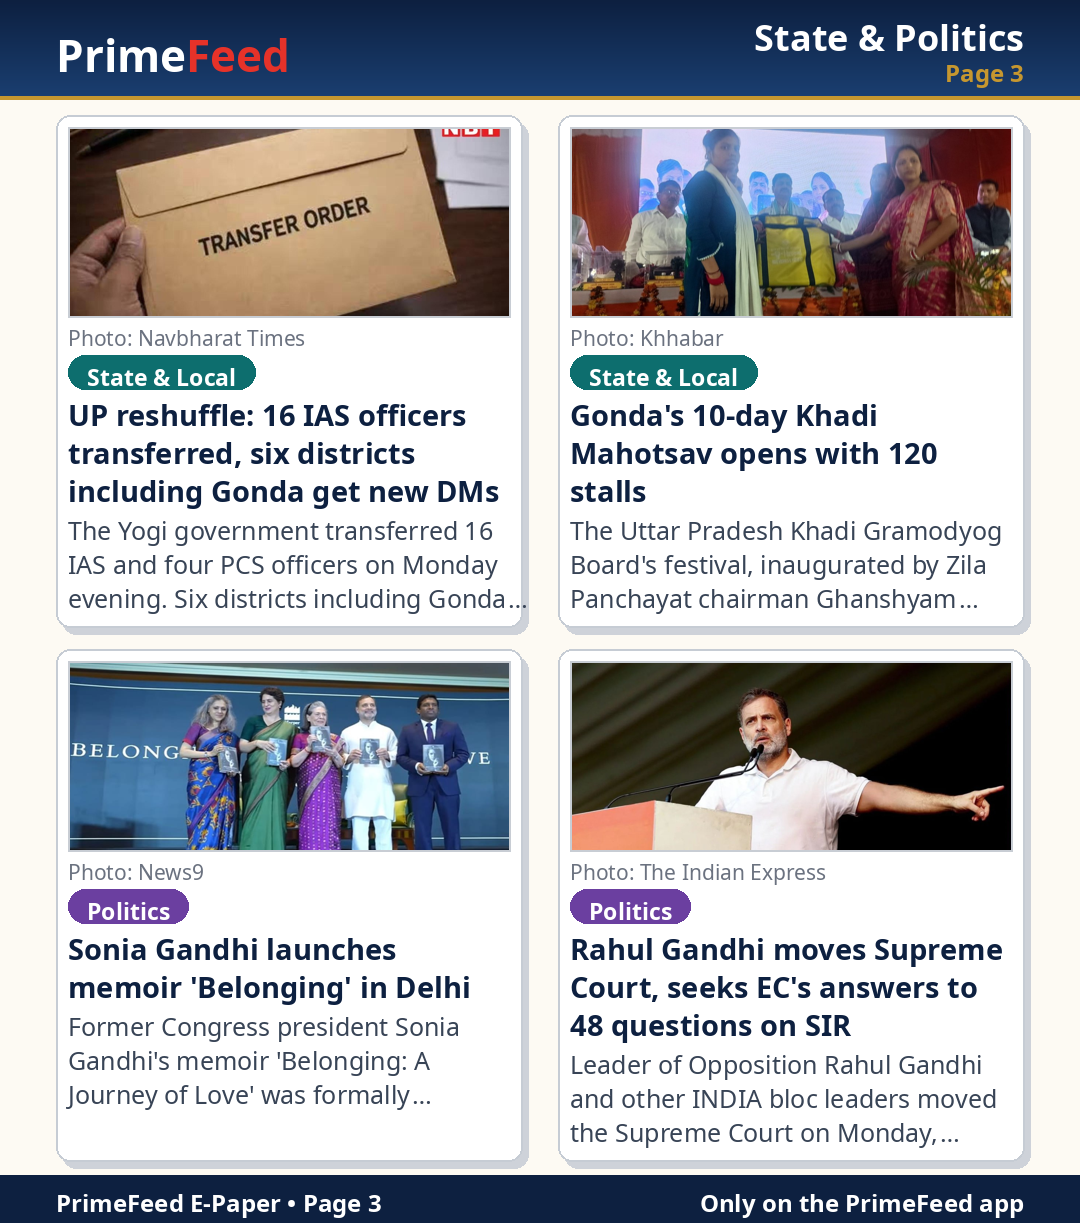 PrimeFeed
State & Politics
Page 3
NBT
TRANSFER ORDER
Photo: Navbharat Times
State & Local
UP reshuffle: 16 IAS officers
transferred, six districts
including Gonda get new DMs
The Yogi government transferred 16
IAS and four PCS officers on Monday
evening. Six districts including Gonda...
Photo: Khhabar
State & Local
Gonda's 10-day Khadi
Mahotsav opens with 120
stalls
The Uttar Pradesh Khadi Gramodyog
Board's festival, inaugurated by Zila
Panchayat chairman Ghanshyam...
BELONG
VE
Photo: News9
Politics
Sonia Gandhi launches
memoir 'Belonging' in Delhi
Former Congress president Sonia
Gandhi's memoir 'Belonging: A
Journey of Love' was formally...
Photo: The Indian Express
Politics
Rahul Gandhi moves Supreme
Court, seeks EC's answers to
48 questions on SIR
Leader of Opposition Rahul Gandhi
and other INDIA bloc leaders moved
the Supreme Court on Monday,...
PrimeFeed E-Paper • Page 3
Only on the PrimeFeed app